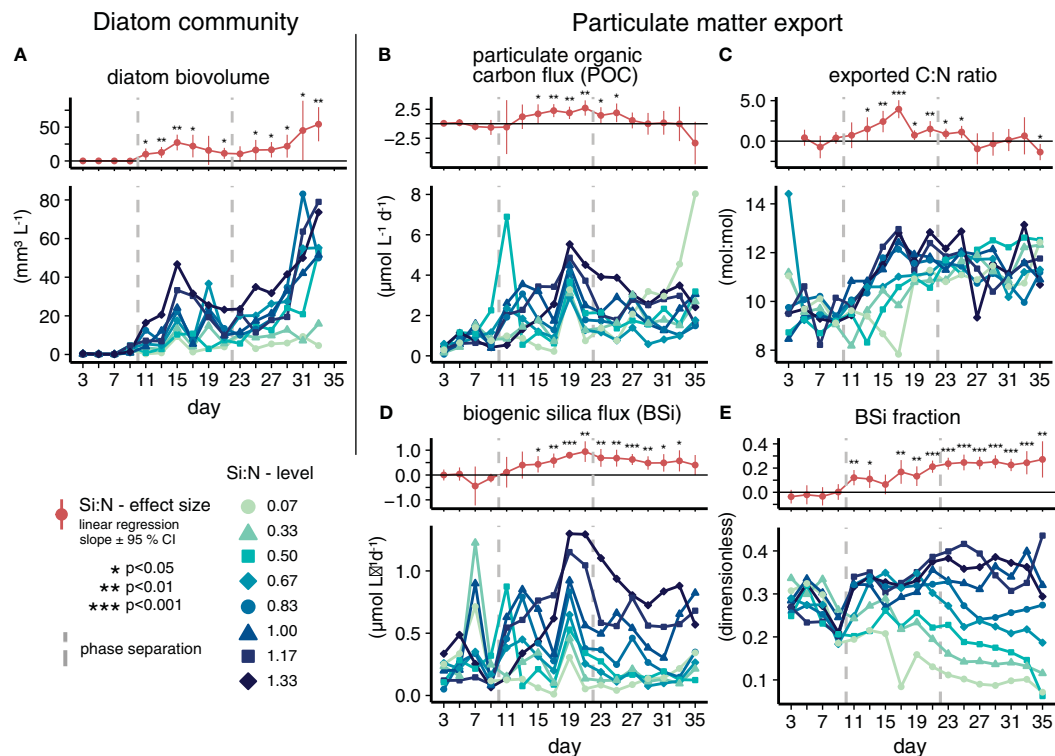 Diatom community
Particulate matter export
A
diatom biovolume
* ** ** * * * * * * **
50
0
(mm³ L⁻¹)
80
60
40
20
0
3 7 11 15 19 23 27 31 35
day
B
particulate organic
carbon flux (POC)
* ** ** ** * *
2.5
−2.5
(µmol L⁻¹ d⁻¹)
8
6
4
2
0
3 7 11 15 19 23 27 31 35
C
exported C:N ratio
* ** *** * ** * * *
5.0
0.0
(mol:mol)
14
12
10
8
3 7 11 15 19 23 27 31 35
D
biogenic silica flux (BSi)
* ** *** ** ** ** *** ** * *
1.0
0.0
−1.0
(µmol L⍰¹d⁻¹)
1.0
0.5
0.0
3 7 11 15 19 23 27 31 35
day
E
BSi fraction
** * ** ** *** *** *** *** *** *** **
0.4
0.2
0.0
(dimensionless)
0.4
0.3
0.2
0.1
3 7 11 15 19 23 27 31 35
day
Si:N - effect size
linear regression
slope ± 95 % CI
* p<0.05
** p<0.01
*** p<0.001
phase separation
Si:N - level
0.07
0.33
0.50
0.67
0.83
1.00
1.17
1.33